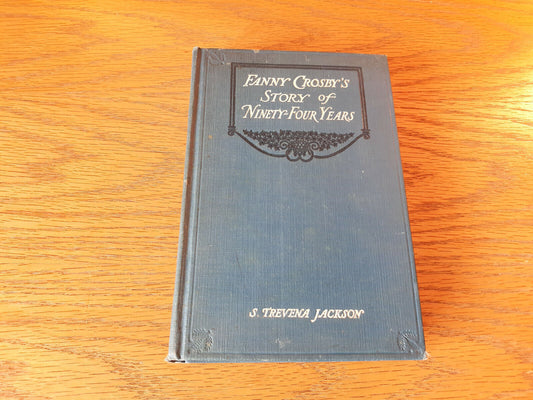 FANNY CROSBY'S
STORY of
NINETY-FOUR YEARS
S. TREVENA JACKSON